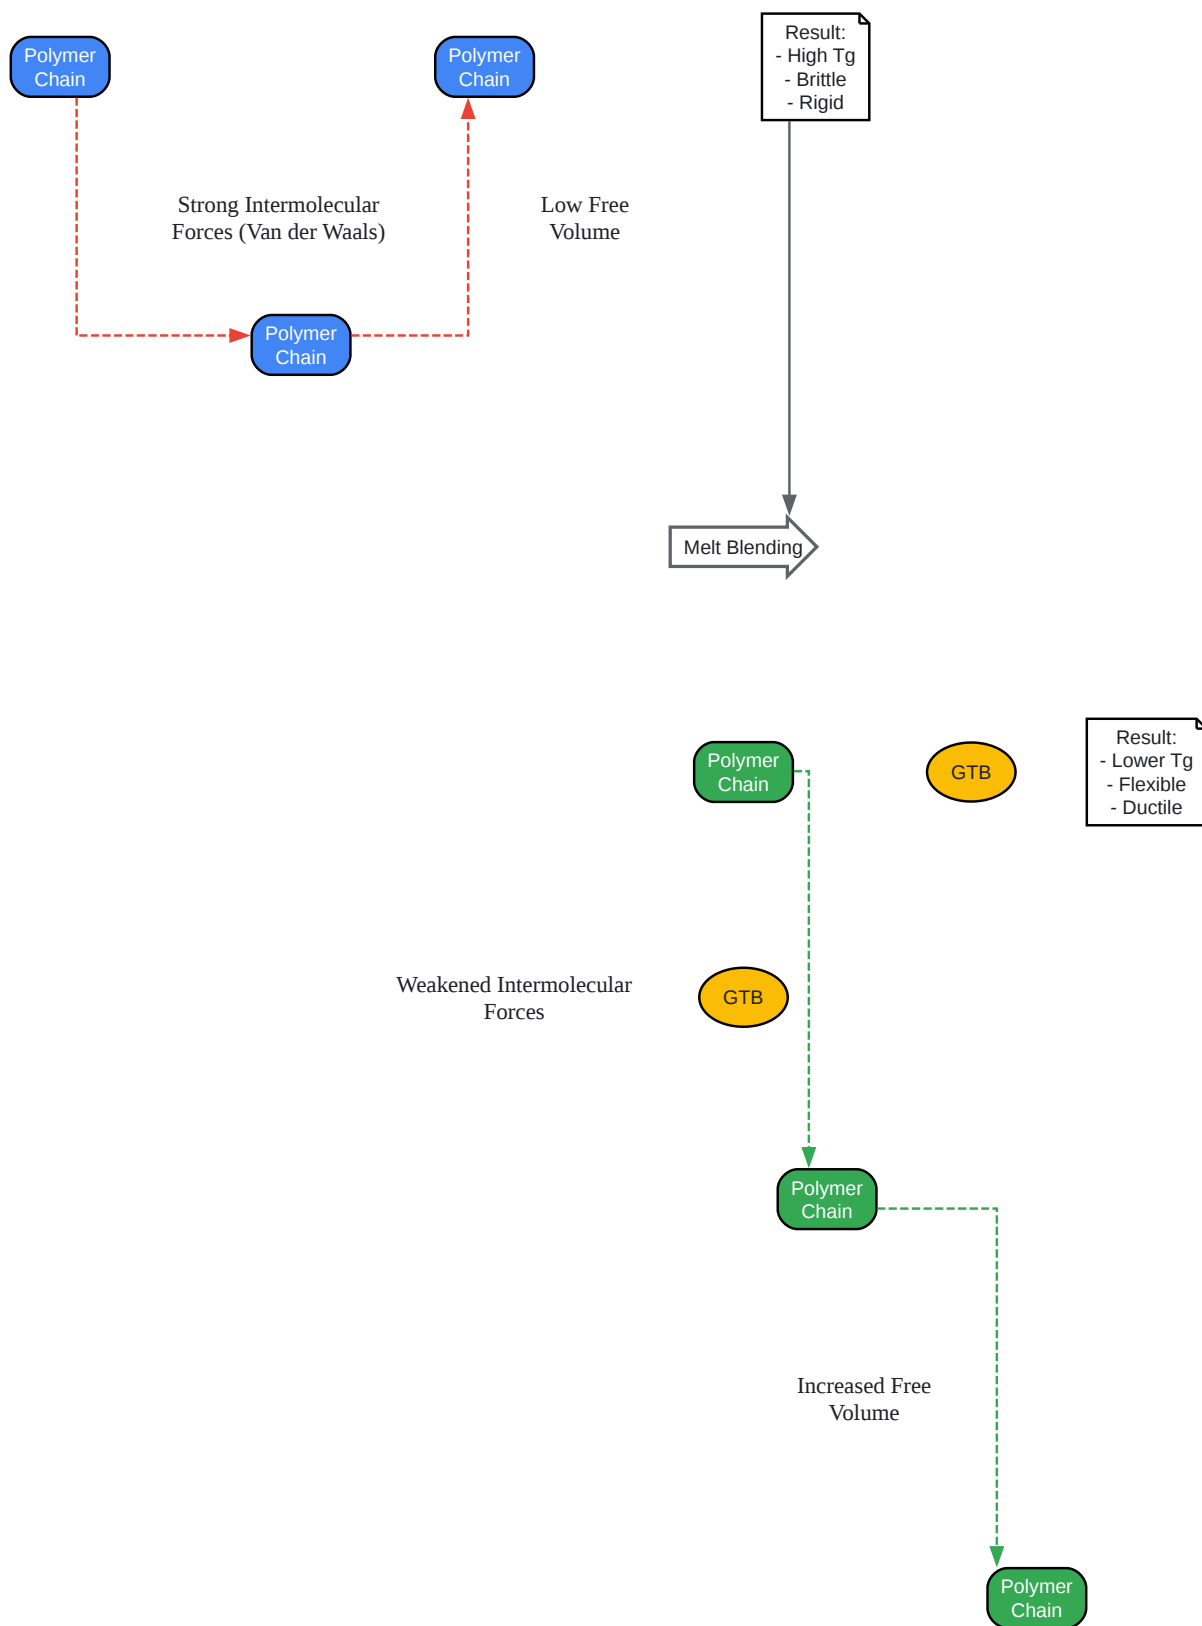 Polymer
Chain
Polymer
Chain
Result:
- High Tg
- Brittle
- Rigid
Strong Intermolecular
Forces (Van der Waals)
Low Free
Volume
Polymer
Chain
Melt Blending
Polymer
Chain
GTB
Result:
- Lower Tg
- Flexible
- Ductile
Weakened Intermolecular
Forces
GTB
Polymer
Chain
Increased Free
Volume
Polymer
Chain